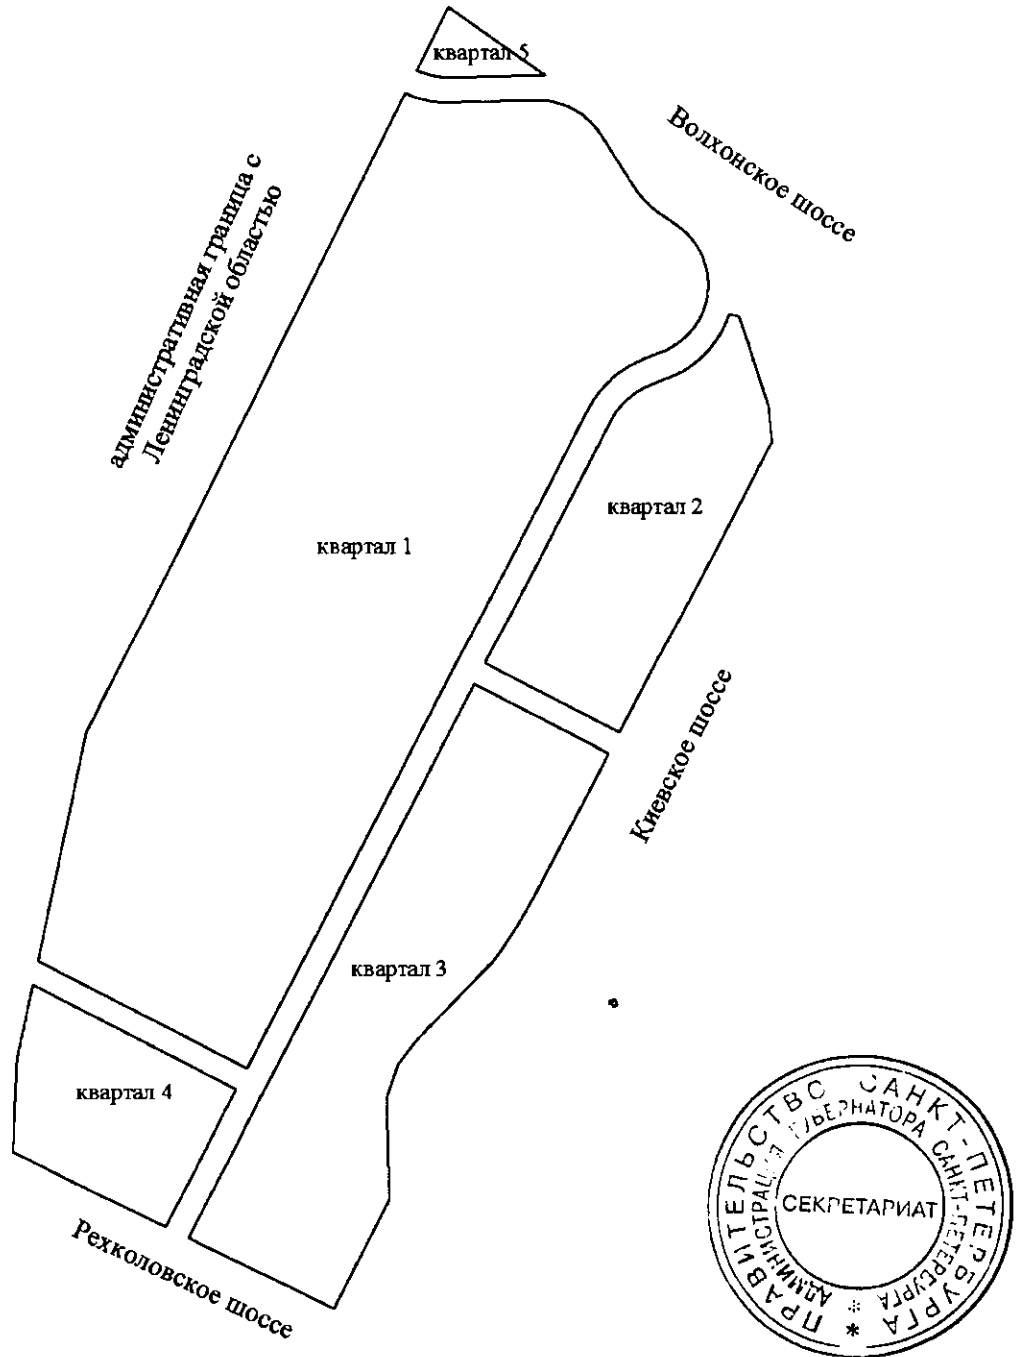 квартал 5
Волхонское шоссе
административная граница с
Ленинградской областью
квартал 2
квартал 1
Киевское шоссе
квартал 3
квартал 4
Рехколовское шоссе
ПРАВИТЕЛЬСТВО САНКТ-ПЕТЕРБУРГА
АДМИНИСТРАЦИЯ ГУБЕРНАТОРА САНКТ-ПЕТЕРБУРГА
СЕКРЕТАРИАТ